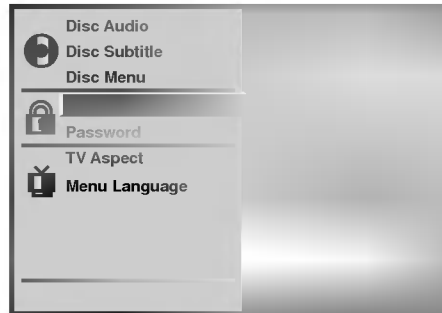 Disc Audio
Disc Subtitle
Disc Menu
Password
TV Aspect
Menu Language